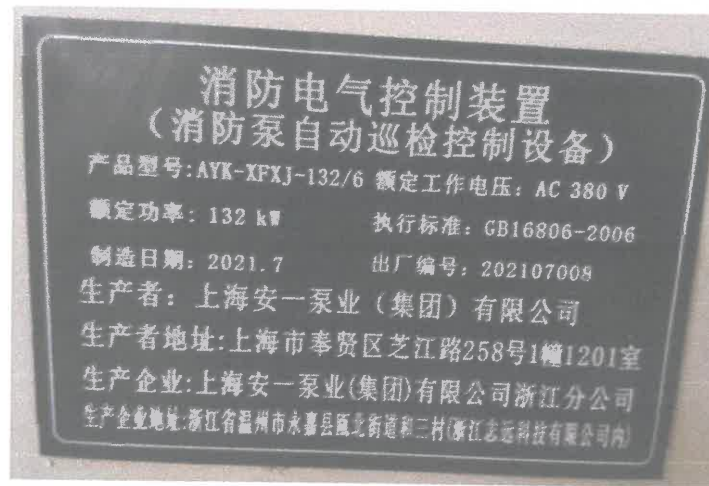 消防电气控制装置
（消防泵自动巡检控制设备）
产品型号:AYK-XFXJ-132/6 额定工作电压: AC 380 V
额定功率: 132 kW 执行标准: GB16806-2006
制造日期: 2021.7 出厂编号: 202107008
生产者: 上海安一泵业（集团）有限公司
生产者地址:上海市奉贤区芝江路258号1幢1201室
生产企业:上海安一泵业(集团)有限公司浙江分公司
生产企业地址:浙江省温州市永嘉县瓯北街道和三村(浙江志远科技有限公司内)